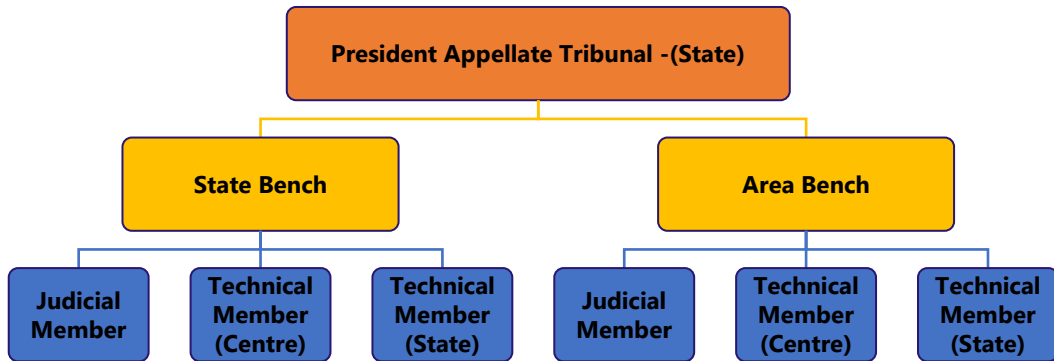 President Appellate Tribunal -(State)
State Bench
Area Bench
Judicial
Member
Technical
Member
(Centre)
Technical
Member
(State)
Judicial
Member
Technical
Member
(Centre)
Technical
Member
(State)